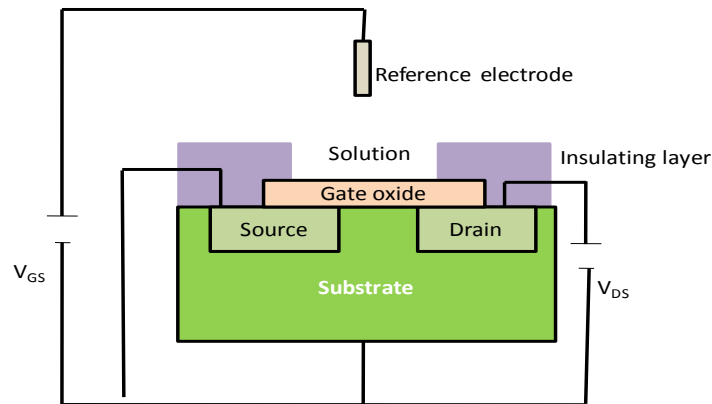 Reference electrode
Solution
Insulating layer
Gate oxide
Source
Drain
VGS
Substrate
VDS